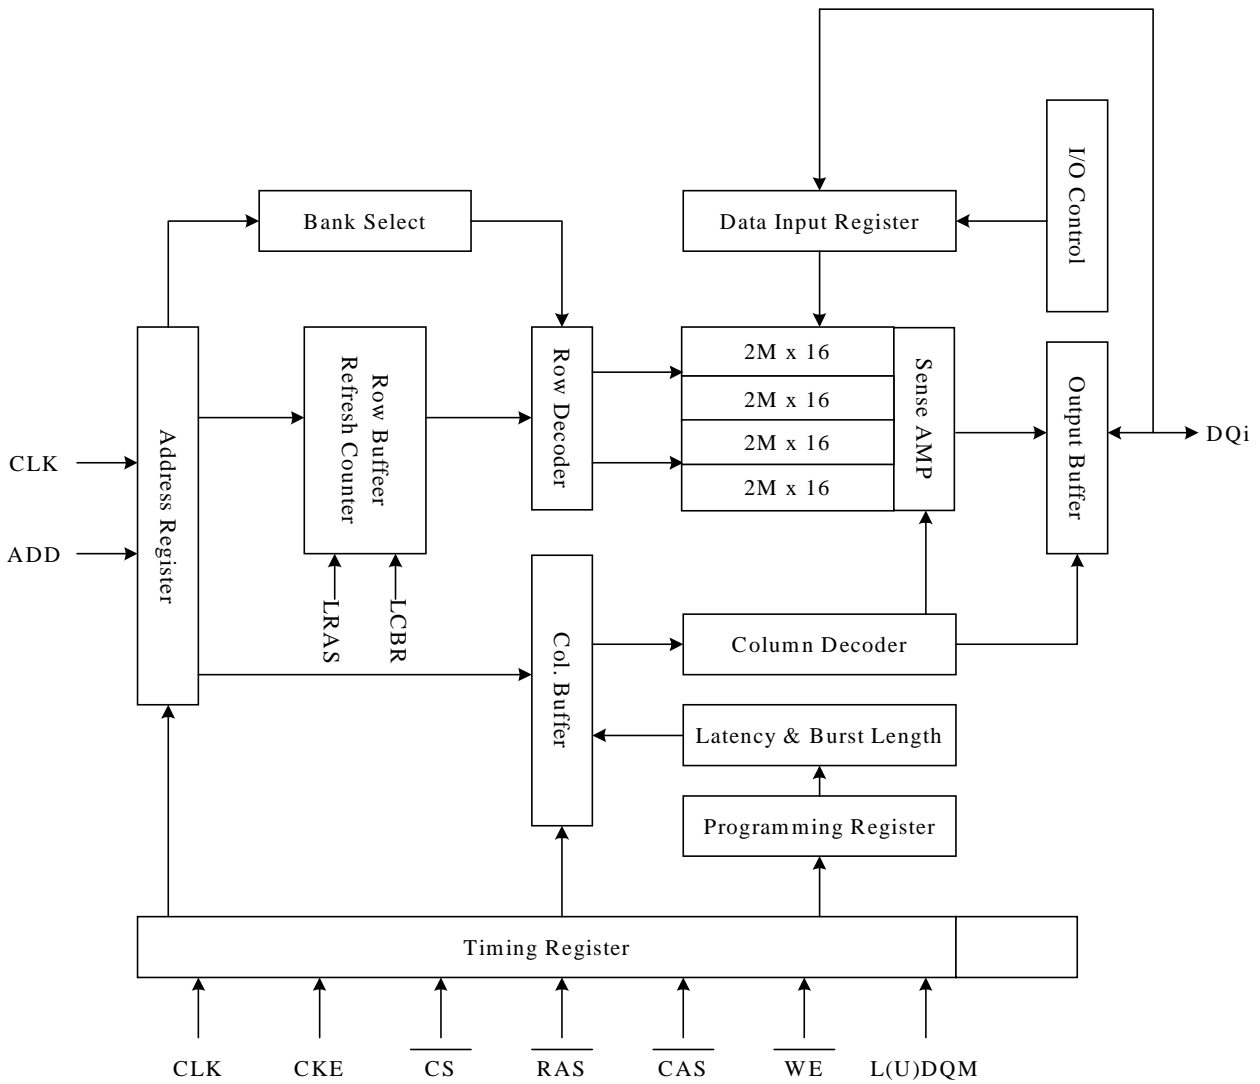 I/O Control
Bank Select
Data Input Register
Address Register
Row Buffeer
Refresh Counter
Row Decoder
2M x 16
2M x 16
2M x 16
2M x 16
Sense AMP
Output Buffer
DQi
CLK
ADD
LRAS
LCBR
Col. Buffer
Column Decoder
Latency & Burst Length
Programming Register
Timing Register
CLK
CKE
CS
RAS
CAS
WE
L(U)DQM